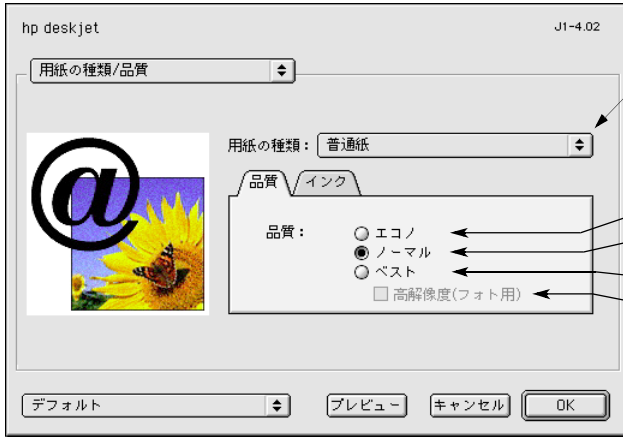 hp deskjet
J1-4.02
用紙の種類/品質
用紙の種類： 普通紙
品質
インク
品質：
エコノ
ノーマル
ベスト
高解像度(フォト用)
@
デフォルト
プレビュー
キャンセル
OK